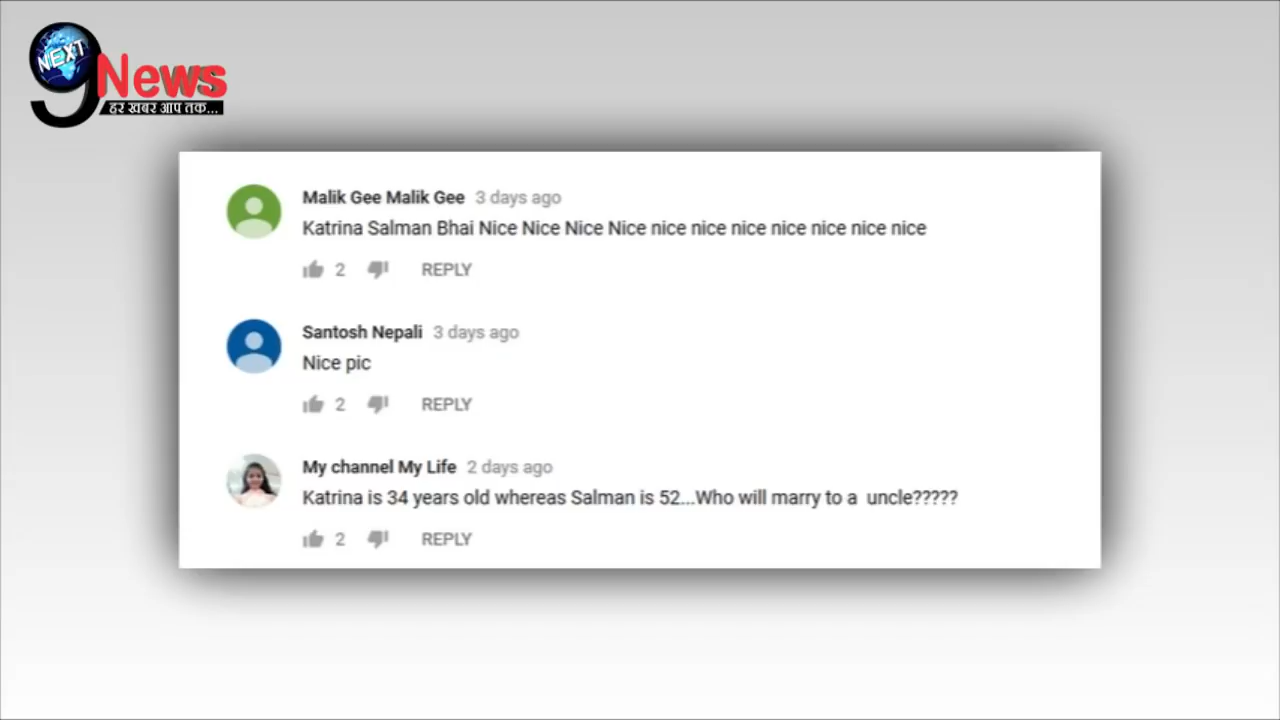 NEXT
9 News
हर खबर आप तक...
Malik Gee Malik Gee 3 days ago
Katrina Salman Bhai Nice Nice Nice Nice nice nice nice nice nice nice nice
2 REPLY
Santosh Nepali 3 days ago
Nice pic
2 REPLY
My channel My Life 2 days ago
Katrina is 34 years old whereas Salman is 52...Who will marry to a uncle?????
2 REPLY